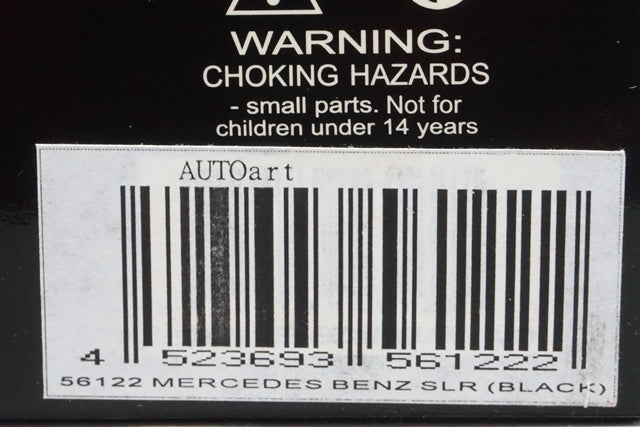 WARNING:
CHOKING HAZARDS
- small parts. Not for
children under 14 years
AUTOart
4 523693 561222
56122 MERCEDES BENZ SLR (BLACK)